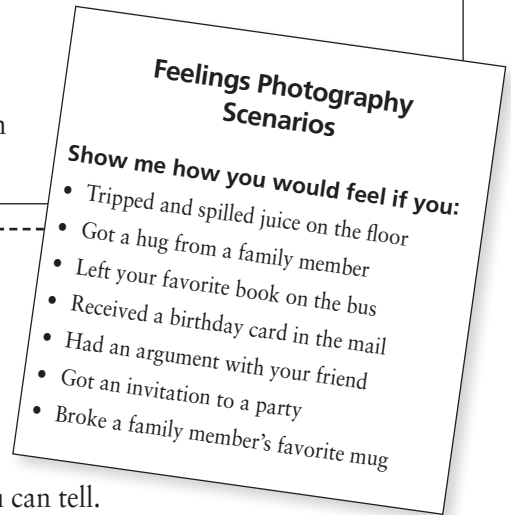 Feelings Photography
Scenarios
Show me how you would feel if you:
• Tripped and spilled juice on the floor
• Got a hug from a family member
• Left your favorite book on the bus
• Received a birthday card in the mail
• Had an argument with your friend
• Got an invitation to a party
• Broke a family member's favorite mug
can tell.